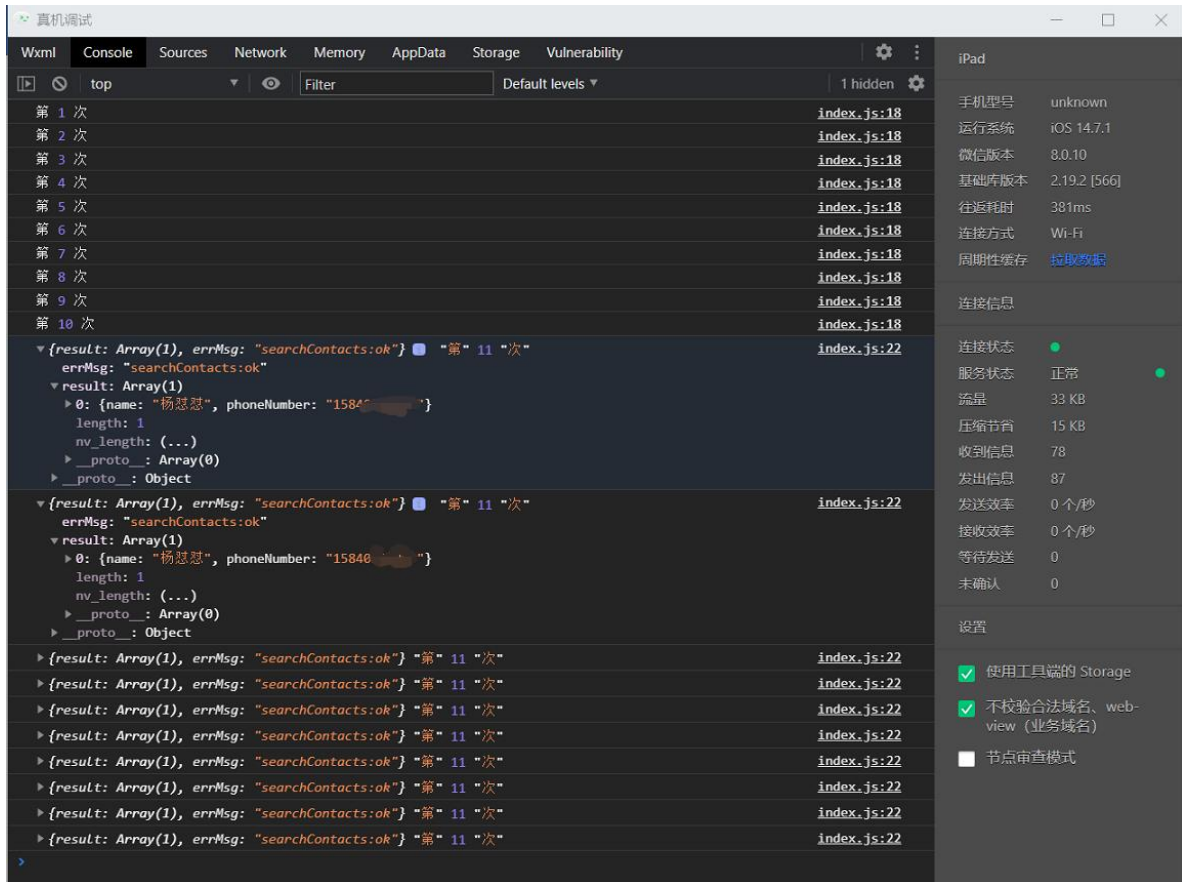 真机调试
Wxml Console Sources Network Memory AppData Storage Vulnerability
top Filter Default levels 1 hidden
第 1 次 index.js:18
第 2 次 index.js:18
第 3 次 index.js:18
第 4 次 index.js:18
第 5 次 index.js:18
第 6 次 index.js:18
第 7 次 index.js:18
第 8 次 index.js:18
第 9 次 index.js:18
第 10 次 index.js:18
{result: Array(1), errMsg: "searchContacts:ok"} "第" 11 "次" index.js:22
errMsg: "searchContacts:ok"
result: Array(1)
0: {name: "杨怼怼", phoneNumber: "1584 "}
length: 1
nv_length: (...)
__proto__: Array(0)
__proto__: Object
{result: Array(1), errMsg: "searchContacts:ok"} "第" 11 "次" index.js:22
errMsg: "searchContacts:ok"
result: Array(1)
0: {name: "杨怼怼", phoneNumber: "15840 "}
length: 1
nv_length: (...)
__proto__: Array(0)
__proto__: Object
{result: Array(1), errMsg: "searchContacts:ok"} "第" 11 "次" index.js:22
{result: Array(1), errMsg: "searchContacts:ok"} "第" 11 "次" index.js:22
{result: Array(1), errMsg: "searchContacts:ok"} "第" 11 "次" index.js:22
{result: Array(1), errMsg: "searchContacts:ok"} "第" 11 "次" index.js:22
{result: Array(1), errMsg: "searchContacts:ok"} "第" 11 "次" index.js:22
{result: Array(1), errMsg: "searchContacts:ok"} "第" 11 "次" index.js:22
{result: Array(1), errMsg: "searchContacts:ok"} "第" 11 "次" index.js:22
{result: Array(1), errMsg: "searchContacts:ok"} "第" 11 "次" index.js:22
iPad
手机型号 unknown
运行系统 iOS 14.7.1
微信版本 8.0.10
基础库版本 2.19.2 [566]
往返耗时 381ms
连接方式 Wi-Fi
周期性缓存 拉取数据
连接信息
连接状态
服务状态 正常
流量 33 KB
压缩节省 15 KB
收到信息 78
发出信息 87
发送效率 0 个/秒
接收效率 0 个/秒
等待发送 0
未确认 0
设置
使用工具端的 Storage
不校验合法域名、web-
view（业务域名）
节点审查模式